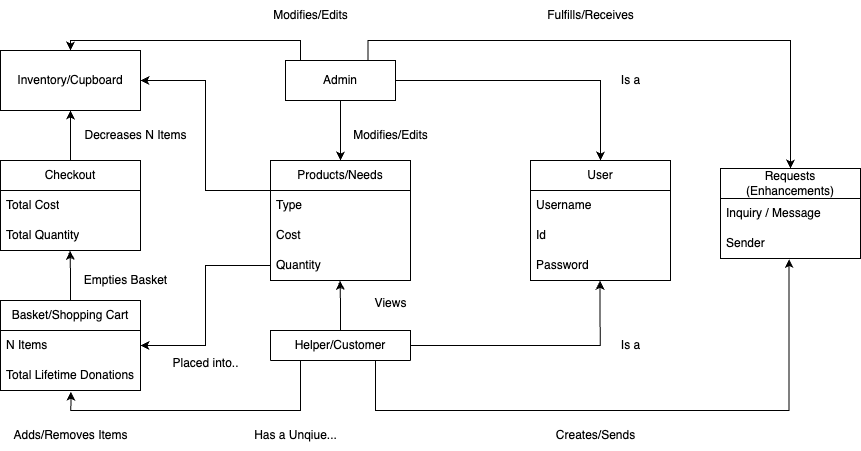 Modifies/Edits
Fulfills/Receives
Inventory/Cupboard
Admin
Is a
Decreases N Items
Modifies/Edits
Checkout
Total Cost
Total Quantity
Products/Needs
Type
Cost
Quantity
User
Username
Id
Password
Requests
(Enhancements)
Inquiry / Message
Sender
Empties Basket
Views
Basket/Shopping Cart
N Items
Total Lifetime Donations
Placed into..
Helper/Customer
Is a
Adds/Removes Items
Has a Unqiue...
Creates/Sends